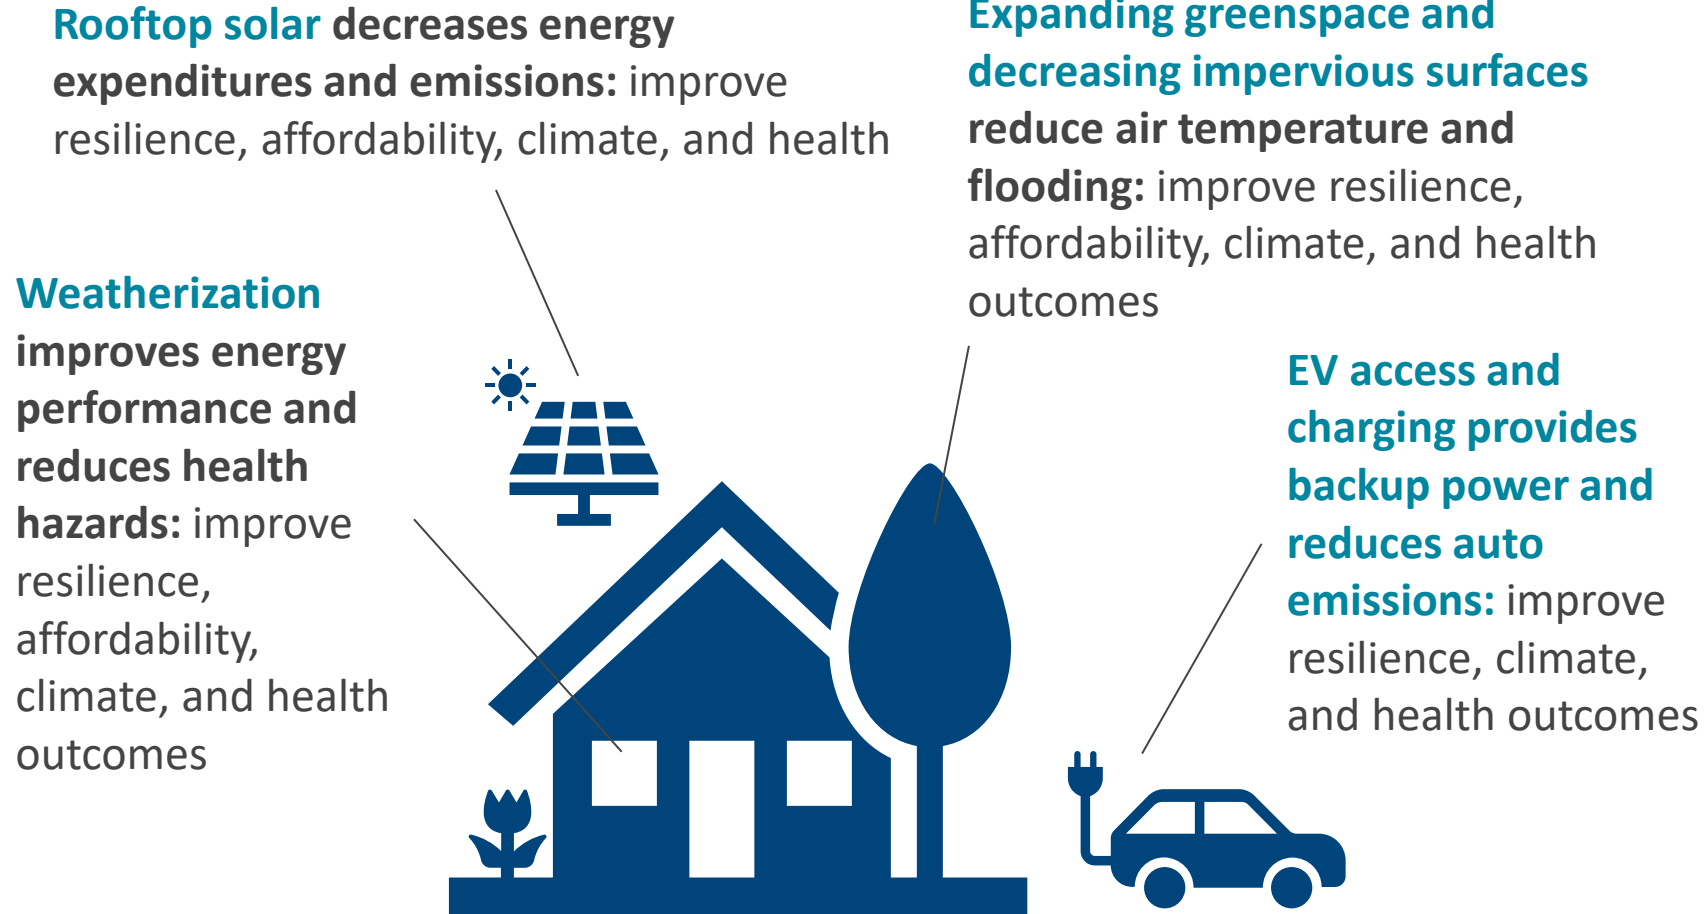 Rooftop solar decreases energy
expenditures and emissions: improve
resilience, affordability, climate, and health
Expanding greenspace and
decreasing impervious surfaces
reduce air temperature and
flooding: improve resilience,
affordability, climate, and health
outcomes
Weatherization
improves energy
performance and
reduces health
hazards: improve
resilience,
affordability,
climate, and health
outcomes
EV access and
charging provides
backup power and
reduces auto
emissions: improve
resilience, climate,
and health outcomes